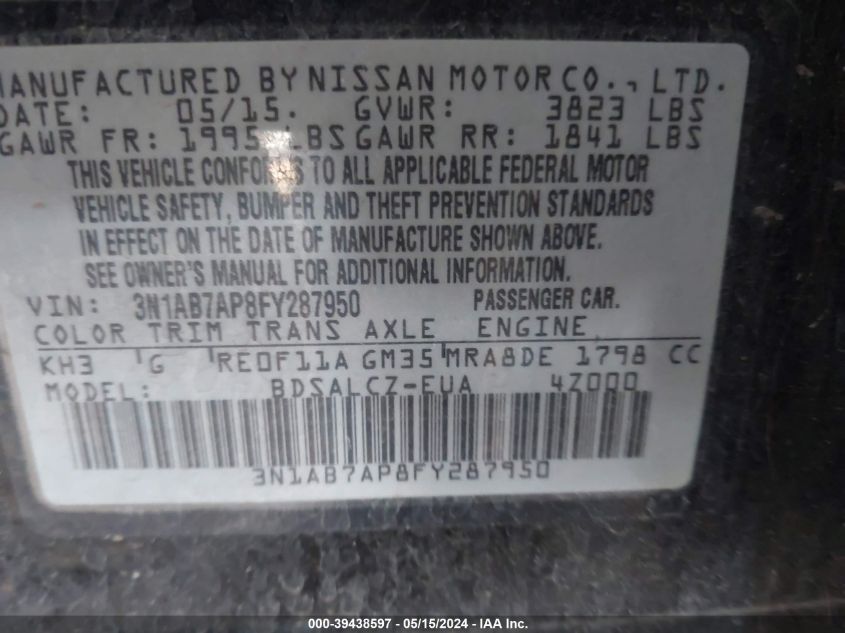 MANUFACTURED BY NISSAN MOTOR CO., LTD.
DATE: 05/15. GVWR: 3823 LBS
GAWR FR: 1995 LBS GAWR RR: 1841 LBS
THIS VEHICLE CONFORMS TO ALL APPLICABLE FEDERAL MOTOR
VEHICLE SAFETY, BUMPER AND THEFT PREVENTION STANDARDS
IN EFFECT ON THE DATE OF MANUFACTURE SHOWN ABOVE.
SEE OWNER'S MANUAL FOR ADDITIONAL INFORMATION.
VIN: 3N1AB7AP8FY287950 PASSENGER CAR.
COLOR TRIM TRANS AXLE ENGINE
KH3 G RE0F11A GM35 MRA8DE 1798 CC
MODEL: BDSALCZ-EUA 4Z000
3N1AB7AP8FY287950
000-39438597 - 05/15/2024 - IAA Inc.